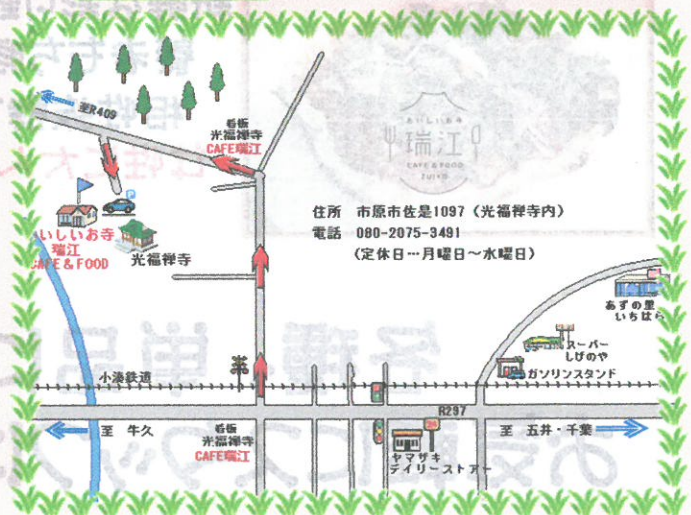 至R409
看板
光福禅寺
CAFE瑞江
おいしいお寺
瑞江
CAFE & FOOD
ZUIKO
住所 市原市佐是1097（光福禅寺内）
電話 080-2075-3491
（定休日…月曜日～水曜日）
P
いしいお寺
瑞江
CAFE & FOOD
光福禅寺
あずの里
いちはら
スーパー
しげのや
ガソリンスタンド
小湊鉄道
R297
至 牛久
看板
光福禅寺
CAFE瑞江
ヤマザキ
デイリーストアー
至 五井・千葉